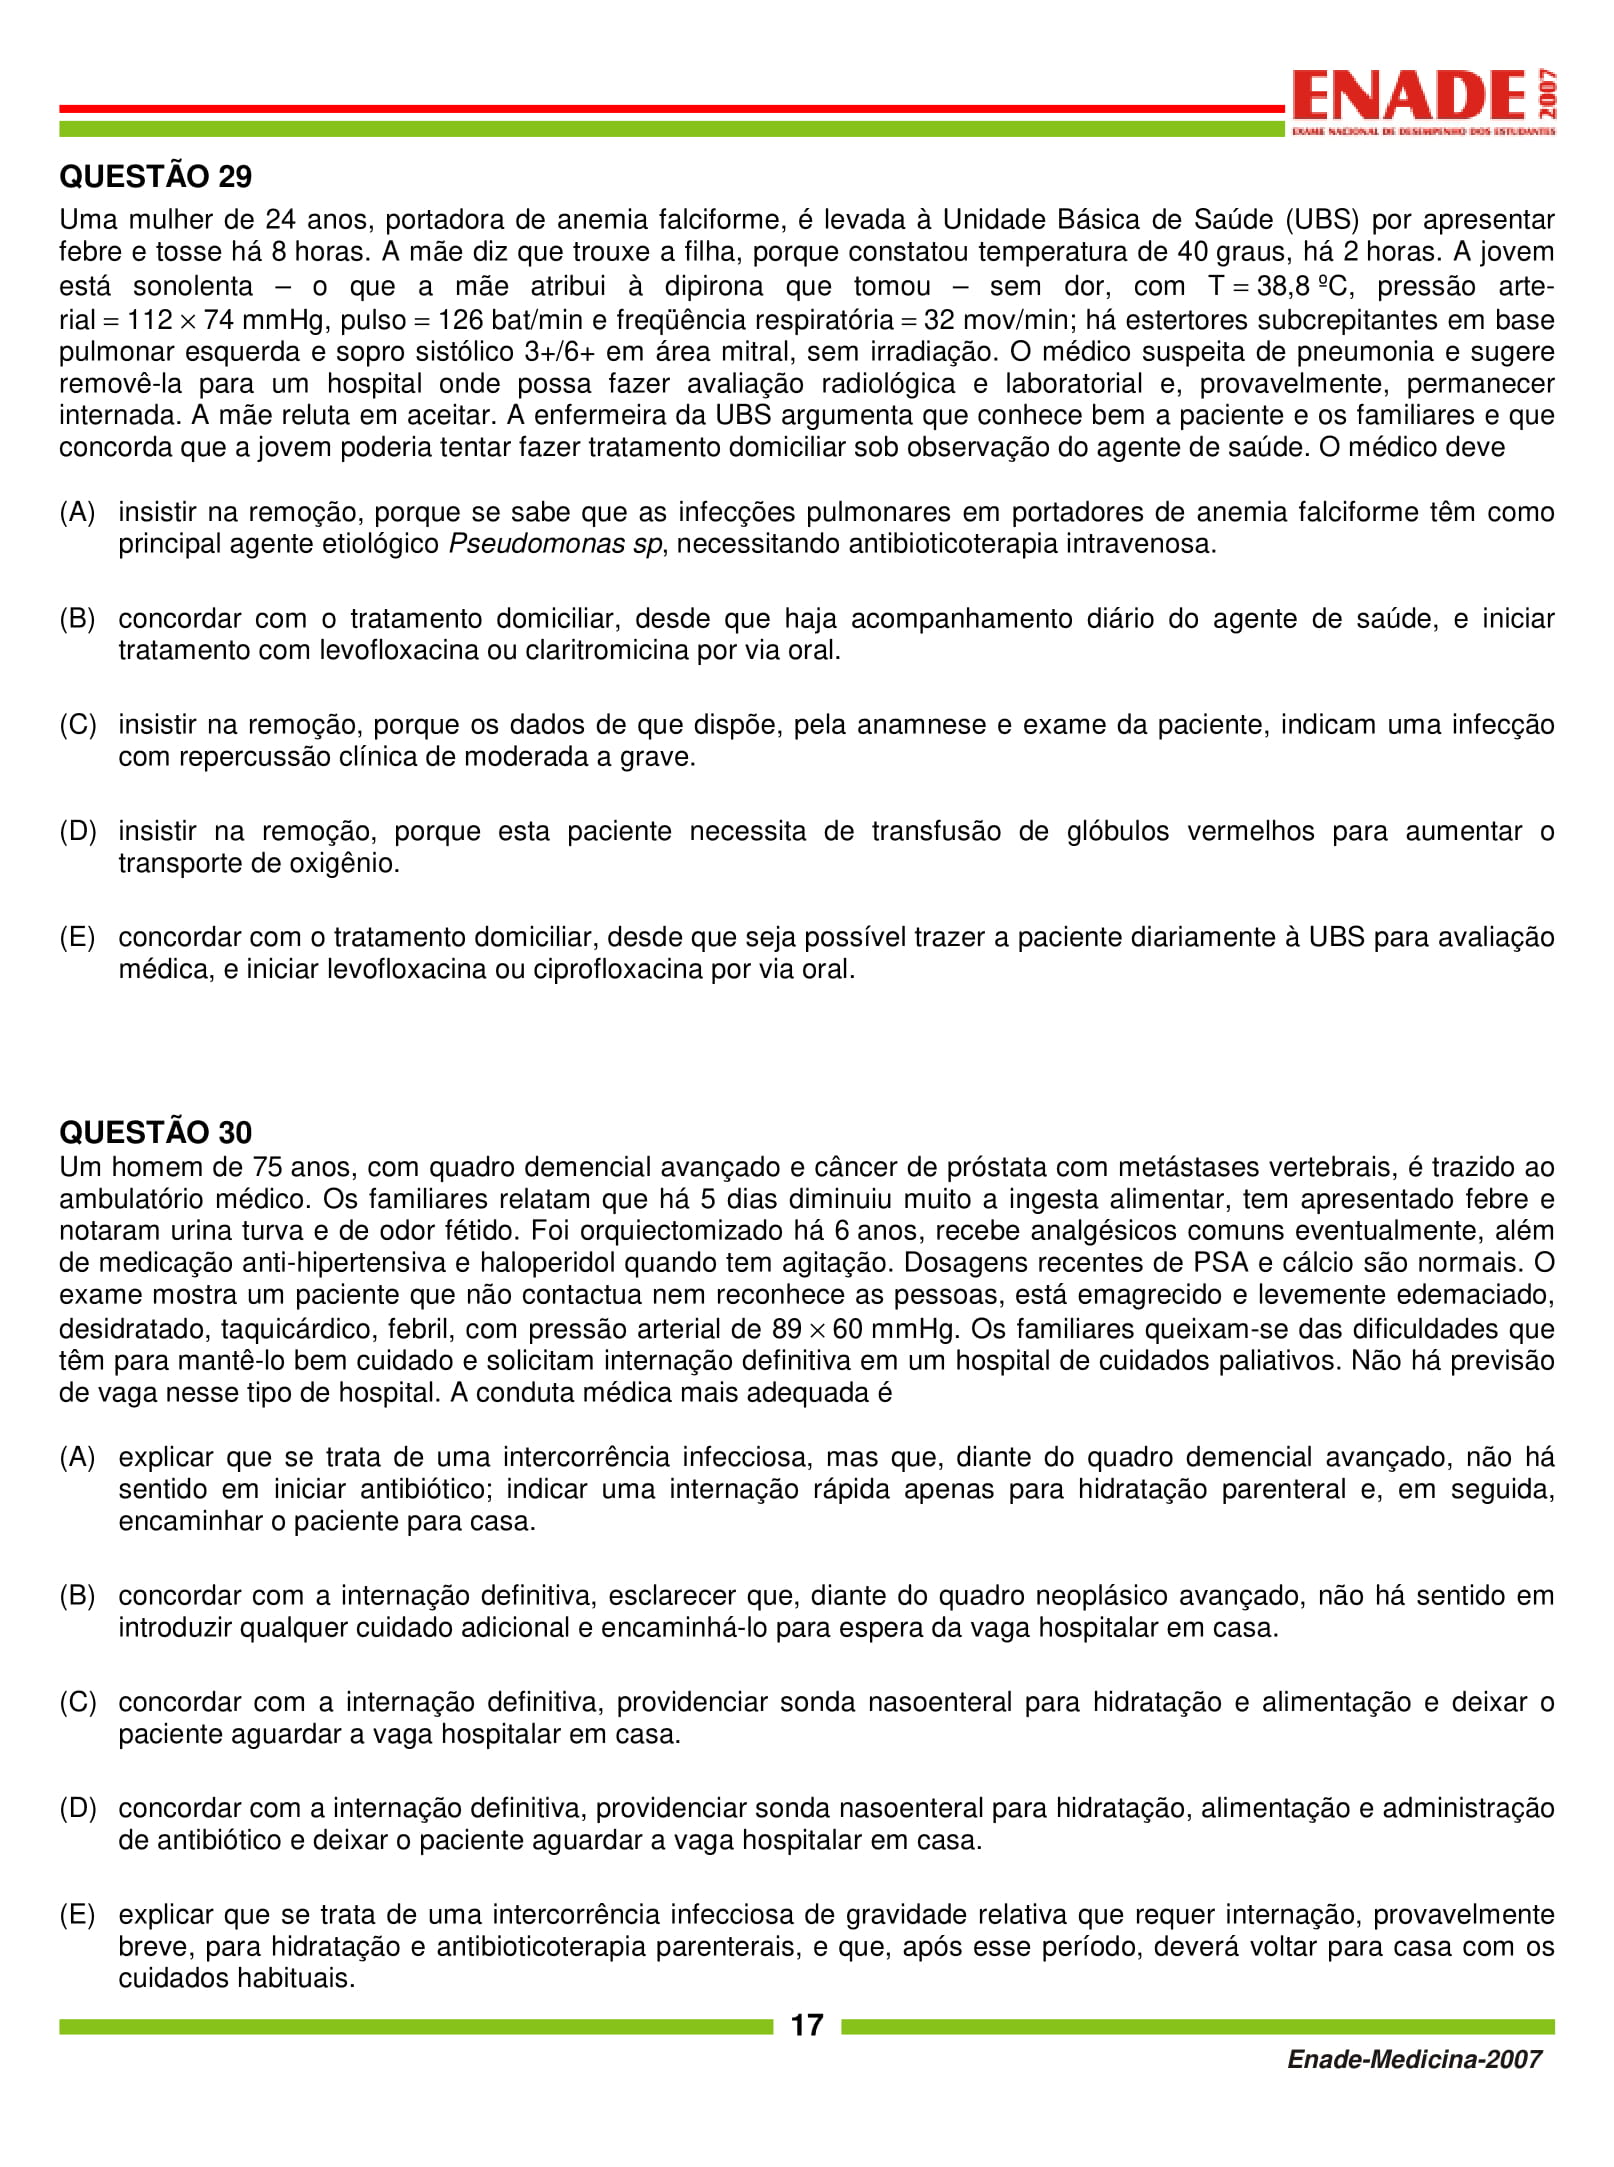 ENADE 2007
EXAME NACIONAL DE DESEMPENHO DOS ESTUDANTES
QUESTÃO 29
Uma mulher de 24 anos, portadora de anemia falciforme, é levada à Unidade Básica de Saúde (UBS) por apresentar
febre e tosse há 8 horas. A mãe diz que trouxe a filha, porque constatou temperatura de 40 graus, há 2 horas. A jovem
está sonolenta – o que a mãe atribui à dipirona que tomou – sem dor, com T = 38,8 ºC, pressão arte-
rial = 112 × 74 mmHg, pulso = 126 bat/min e freqüência respiratória = 32 mov/min; há estertores subcrepitantes em base
pulmonar esquerda e sopro sistólico 3+/6+ em área mitral, sem irradiação. O médico suspeita de pneumonia e sugere
removê-la para um hospital onde possa fazer avaliação radiológica e laboratorial e, provavelmente, permanecer
internada. A mãe reluta em aceitar. A enfermeira da UBS argumenta que conhece bem a paciente e os familiares e que
concorda que a jovem poderia tentar fazer tratamento domiciliar sob observação do agente de saúde. O médico deve
(A) insistir na remoção, porque se sabe que as infecções pulmonares em portadores de anemia falciforme têm como
principal agente etiológico Pseudomonas sp, necessitando antibioticoterapia intravenosa.
(B) concordar com o tratamento domiciliar, desde que haja acompanhamento diário do agente de saúde, e iniciar
tratamento com levofloxacina ou claritromicina por via oral.
(C) insistir na remoção, porque os dados de que dispõe, pela anamnese e exame da paciente, indicam uma infecção
com repercussão clínica de moderada a grave.
(D) insistir na remoção, porque esta paciente necessita de transfusão de glóbulos vermelhos para aumentar o
transporte de oxigênio.
(E) concordar com o tratamento domiciliar, desde que seja possível trazer a paciente diariamente à UBS para avaliação
médica, e iniciar levofloxacina ou ciprofloxacina por via oral.
QUESTÃO 30
Um homem de 75 anos, com quadro demencial avançado e câncer de próstata com metástases vertebrais, é trazido ao
ambulatório médico. Os familiares relatam que há 5 dias diminuiu muito a ingesta alimentar, tem apresentado febre e
notaram urina turva e de odor fétido. Foi orquiectomizado há 6 anos, recebe analgésicos comuns eventualmente, além
de medicação anti-hipertensiva e haloperidol quando tem agitação. Dosagens recentes de PSA e cálcio são normais. O
exame mostra um paciente que não contactua nem reconhece as pessoas, está emagrecido e levemente edemaciado,
desidratado, taquicárdico, febril, com pressão arterial de 89 × 60 mmHg. Os familiares queixam-se das dificuldades que
têm para mantê-lo bem cuidado e solicitam internação definitiva em um hospital de cuidados paliativos. Não há previsão
de vaga nesse tipo de hospital. A conduta médica mais adequada é
(A) explicar que se trata de uma intercorrência infecciosa, mas que, diante do quadro demencial avançado, não há
sentido em iniciar antibiótico; indicar uma internação rápida apenas para hidratação parenteral e, em seguida,
encaminhar o paciente para casa.
(B) concordar com a internação definitiva, esclarecer que, diante do quadro neoplásico avançado, não há sentido em
introduzir qualquer cuidado adicional e encaminhá-lo para espera da vaga hospitalar em casa.
(C) concordar com a internação definitiva, providenciar sonda nasoenteral para hidratação e alimentação e deixar o
paciente aguardar a vaga hospitalar em casa.
(D) concordar com a internação definitiva, providenciar sonda nasoenteral para hidratação, alimentação e administração
de antibiótico e deixar o paciente aguardar a vaga hospitalar em casa.
(E) explicar que se trata de uma intercorrência infecciosa de gravidade relativa que requer internação, provavelmente
breve, para hidratação e antibioticoterapia parenterais, e que, após esse período, deverá voltar para casa com os
cuidados habituais.
17
Enade-Medicina-2007